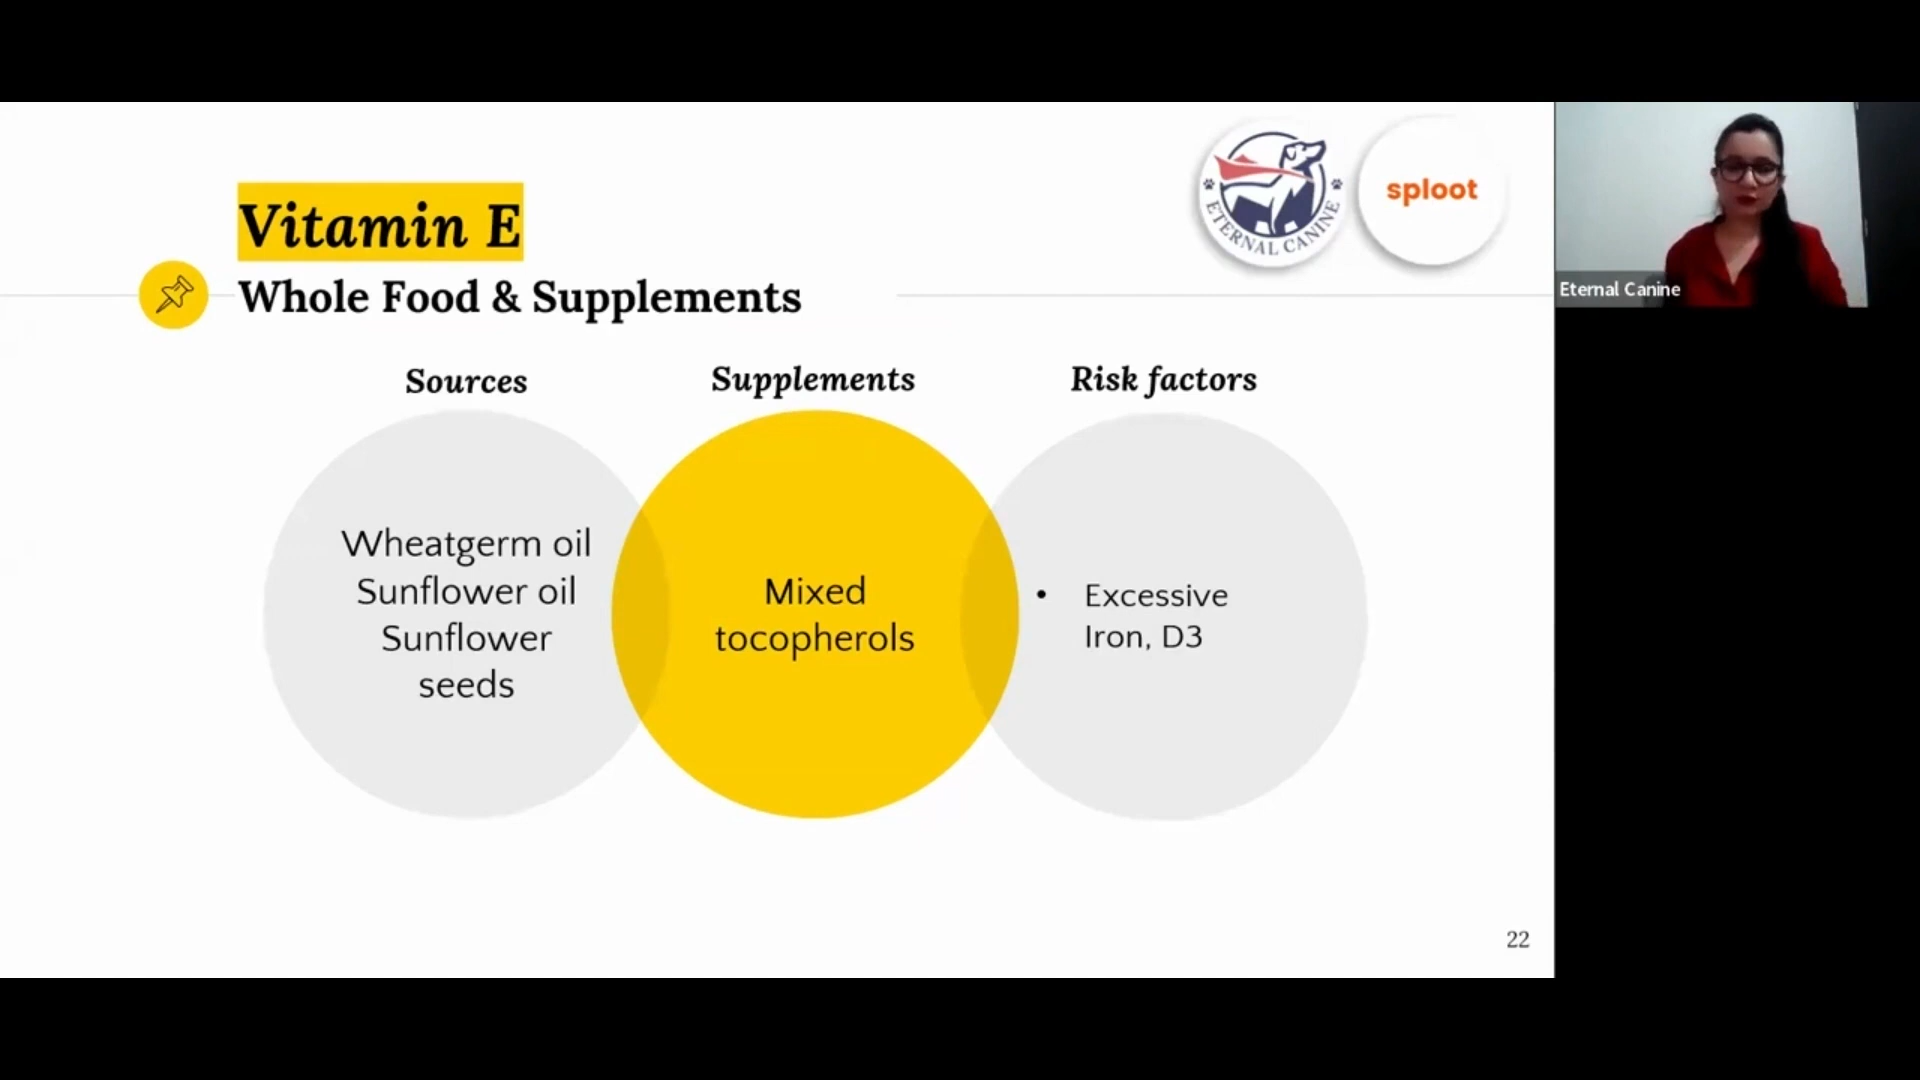 Vitamin E
Whole Food & Supplements
ETERNAL CANINE
sploot
Eternal Canine
Sources
Supplements
Risk factors
Wheatgerm oil
Sunflower oil
Sunflower
seeds
Mixed
tocopherols
• Excessive
Iron, D3
22